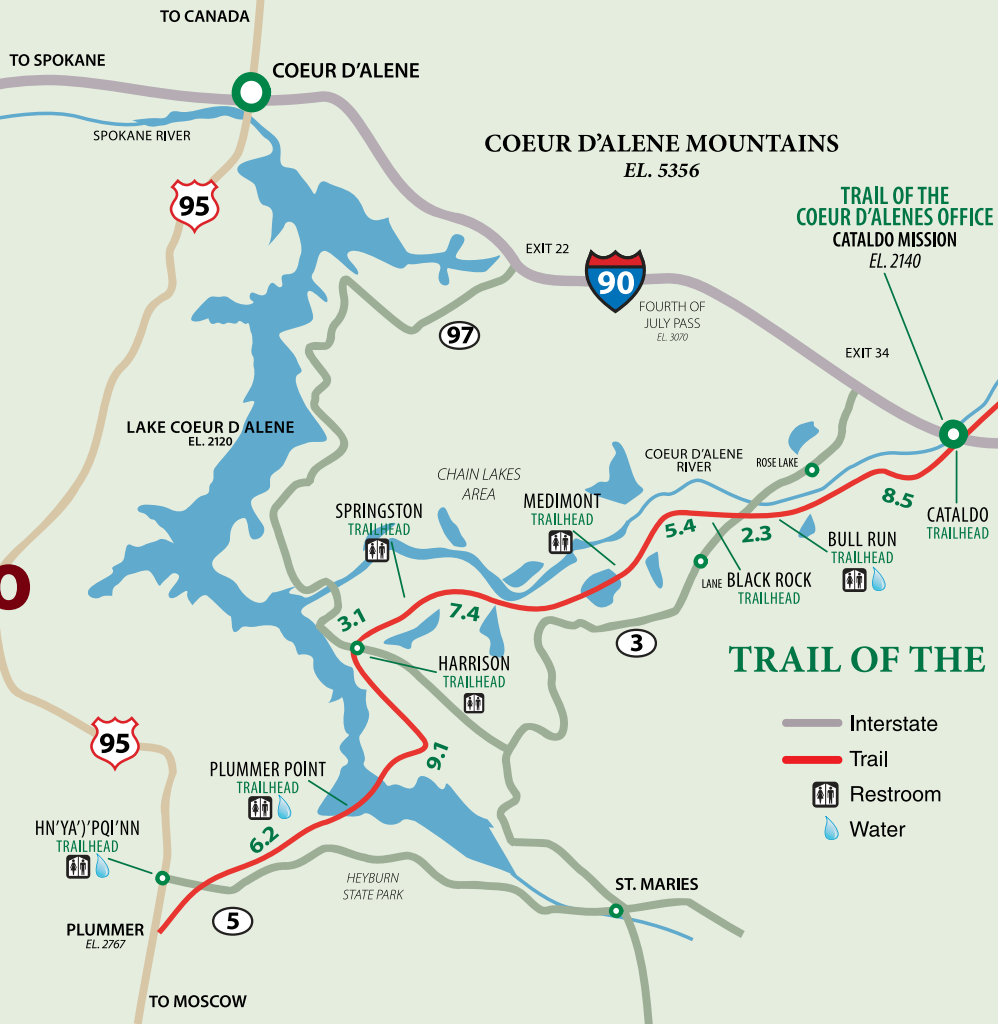 TO CANADA
TO SPOKANE
COEUR D'ALENE
SPOKANE RIVER
COEUR D'ALENE MOUNTAINS
EL. 5356
95
TRAIL OF THE
COEUR D'ALENES OFFICE
CATALDO MISSION
EL. 2140
EXIT 22
90
FOURTH OF
JULY PASS
EL. 3070
97
EXIT 34
LAKE COEUR D ALENE
EL. 2120
CHAIN LAKES
AREA
COEUR D'ALENE
RIVER
ROSE LAKE
SPRINGSTON
TRAILHEAD
MEDIMONT
TRAILHEAD
8.5
CATALDO
TRAILHEAD
5.4
2.3
BULL RUN
TRAILHEAD
LANE
BLACK ROCK
TRAILHEAD
3.1
7.4
3
HARRISON
TRAILHEAD
TRAIL OF THE
Interstate
Trail
Restroom
Water
95
9.1
PLUMMER POINT
TRAILHEAD
6.2
HN'YA')'PQI'NN
TRAILHEAD
HEYBURN
STATE PARK
ST. MARIES
5
PLUMMER
EL. 2767
TO MOSCOW